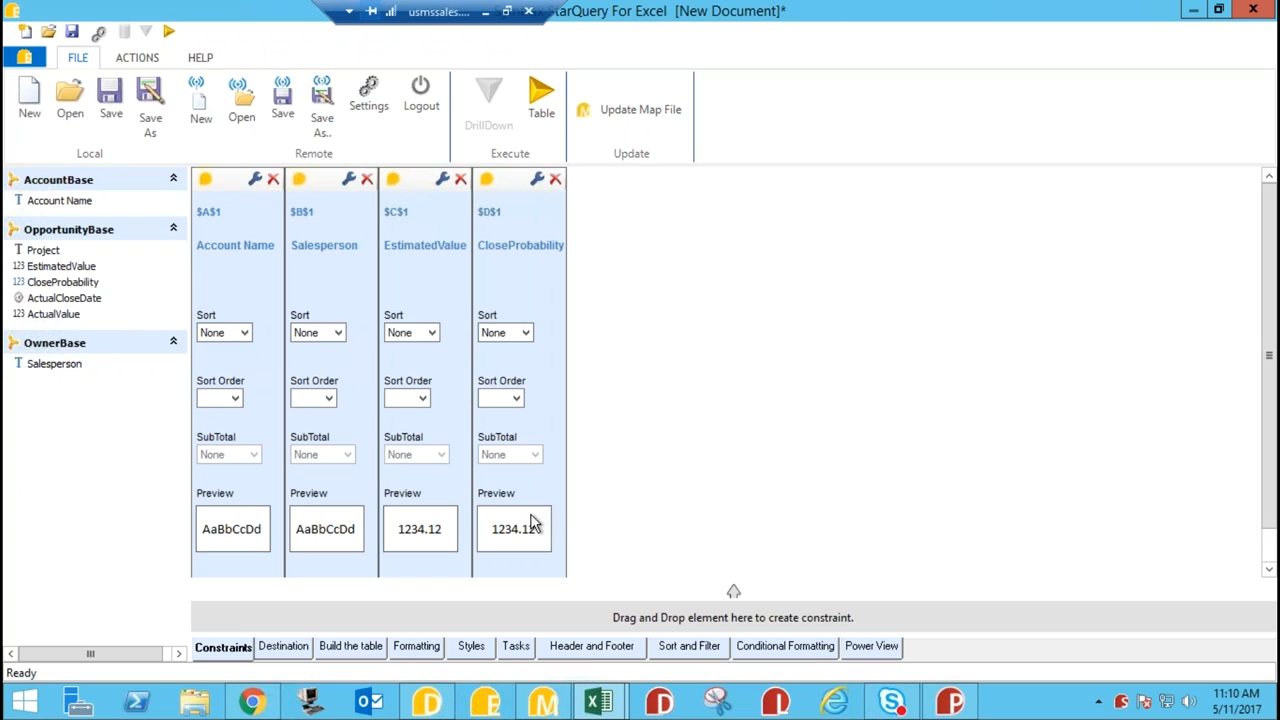 usmssales....
StarQuery For Excel [New Document]*
FILE
ACTIONS
HELP
New
Open
Save
Save As
New
Open
Save
Save As..
Settings
Logout
DrillDown
Table
Update Map File
Local
Remote
Execute
Update
AccountBase
T Account Name
OpportunityBase
T Project
123 EstimatedValue
123 CloseProbability
ActualCloseDate
123 ActualValue
OwnerBase
T Salesperson
$A$1
$B$1
$C$1
$D$1
Account Name
Salesperson
EstimatedValue
CloseProbability
Sort
Sort
Sort
Sort
None
None
None
None
Sort Order
Sort Order
Sort Order
Sort Order
SubTotal
SubTotal
SubTotal
SubTotal
None
None
None
None
Preview
Preview
Preview
Preview
AaBbCcDd
AaBbCcDd
1234.12
1234.12
Drag and Drop element here to create constraint.
Constraints
Destination
Build the table
Formatting
Styles
Tasks
Header and Footer
Sort and Filter
Conditional Formatting
Power View
Ready
D
E
M
D
L
P
11:10 AM
5/11/2017